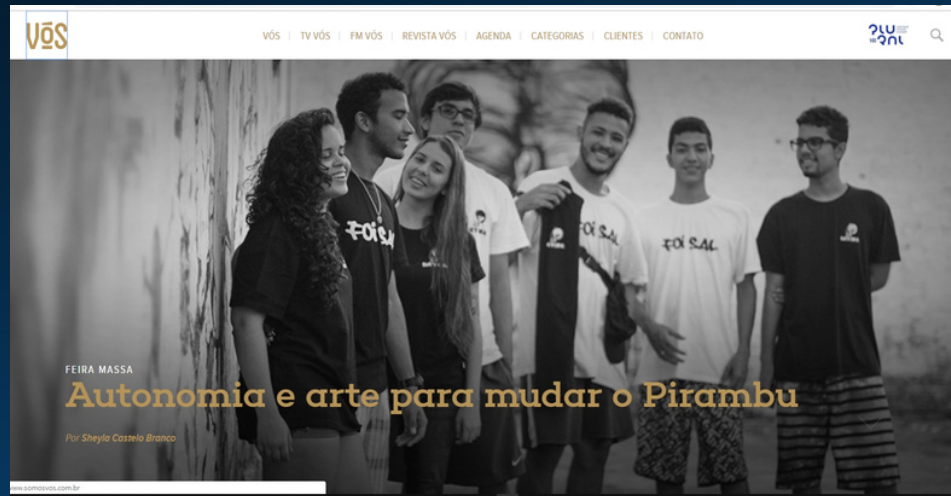 VÓS
VÓS | TV VÓS | FM VÓS | REVISTA VÓS | AGENDA | CATEGORIAS | CLIENTES | CONTATO
FOI SAL
FOI SAL
FOI SAL
FEIRA MASSA
Autonomia e arte para mudar o Pirambu
Por Sheyla Castelo Branco
www.somosvos.com.br